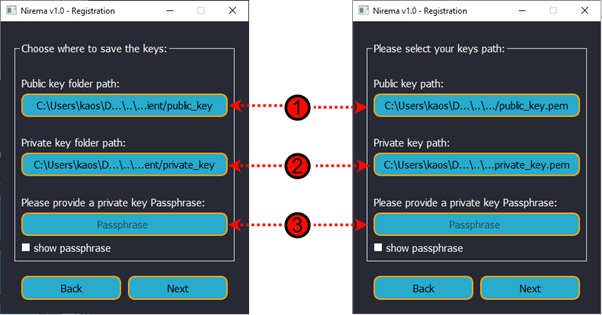 Nirema v1.0 - Registration
Choose where to save the keys:
Public key folder path:
C:\Users\kaos\D...\..\...ient/public_key
Private key folder path:
C:\Users\kaos\D...\..\...ent/private_key
Please provide a private key Passphrase:
Passphrase
show passphrase
Back
Next
1
2
3
Nirema v1.0 - Registration
Please select your keys path:
Public key path:
C:\Users\kaos\D...\..\.../public_key.pem
Private key path:
C:\Users\kaos\D...\..\...private_key.pem
Please provide a private key Passphrase:
Passphrase
show passphrase
Back
Next